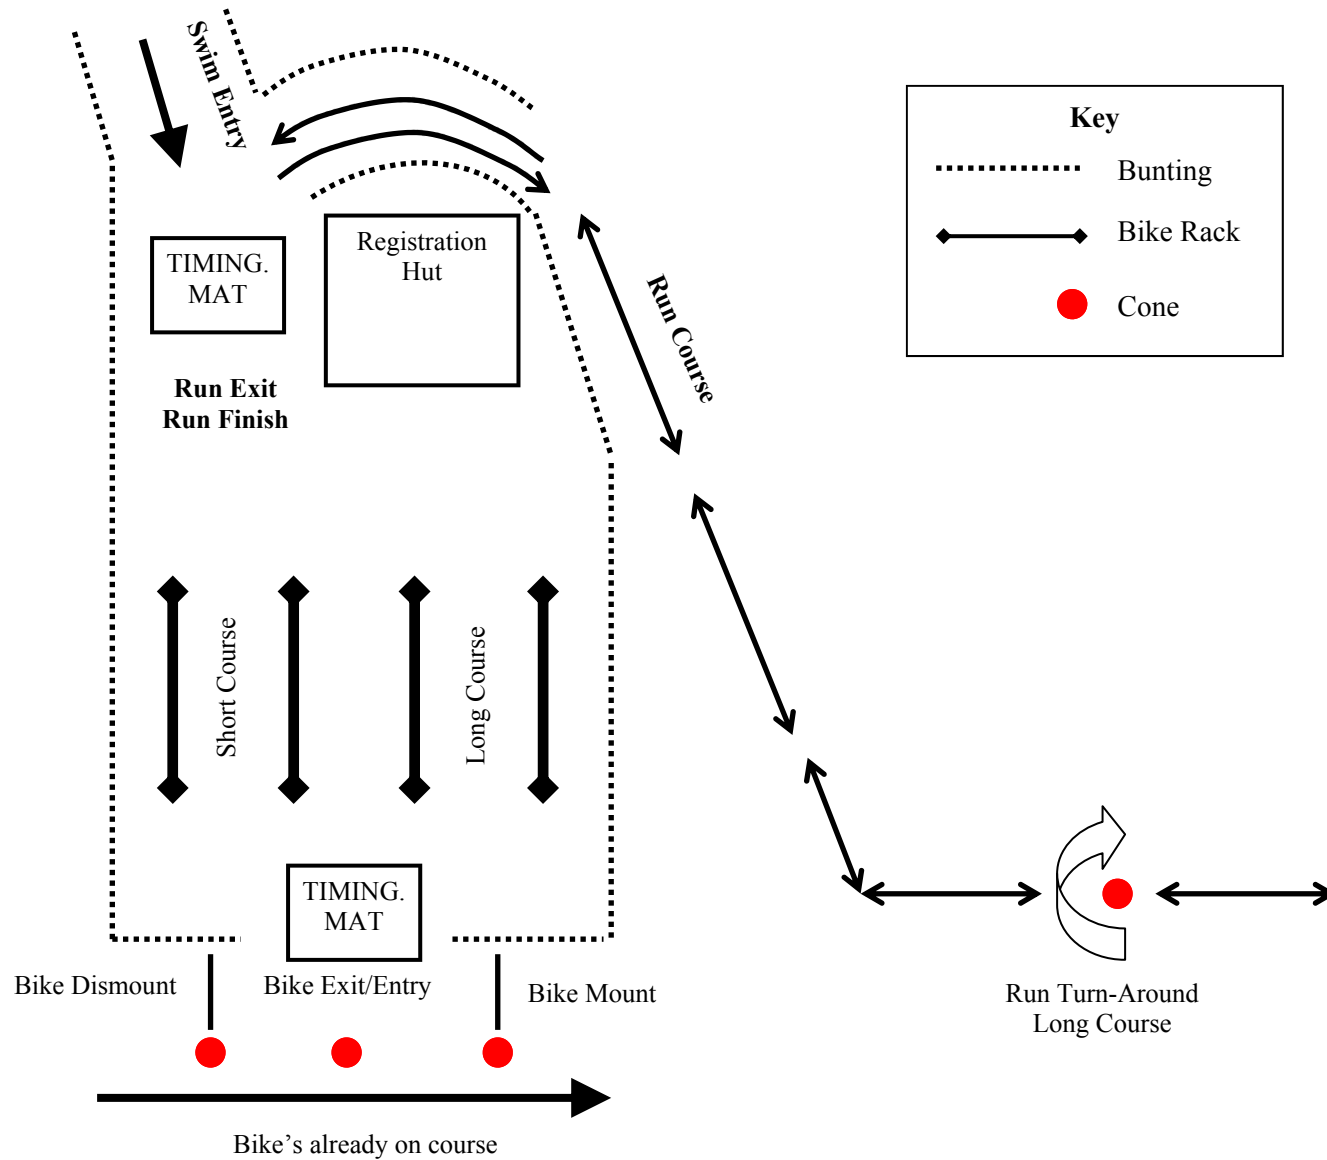 Swim Entry
Key
Bunting
Bike Rack
Cone
TIMING.
MAT
Registration
Hut
Run Course
Run Exit
Run Finish
Short Course
Long Course
TIMING.
MAT
Bike Dismount
Bike Exit/Entry
Bike Mount
Run Turn-Around
Long Course
Bike’s already on course